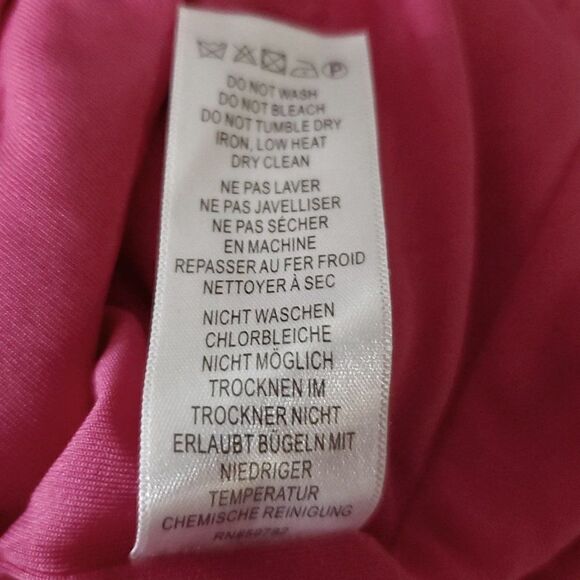 P
DO NOT WASH
DO NOT BLEACH
DO NOT TUMBLE DRY
IRON, LOW HEAT
DRY CLEAN
NE PAS LAVER
NE PAS JAVELLISER
NE PAS SÉCHER
EN MACHINE
REPASSER AU FER FROID
NETTOYER À SEC
NICHT WASCHEN
CHLORBLEICHE
NICHT MÖGLICH
TROCKNEN IM
TROCKNER NICHT
ERLAUBT BÜGELN MIT
NIEDRIGER
TEMPERATUR
CHEMISCHE REINIGUNG